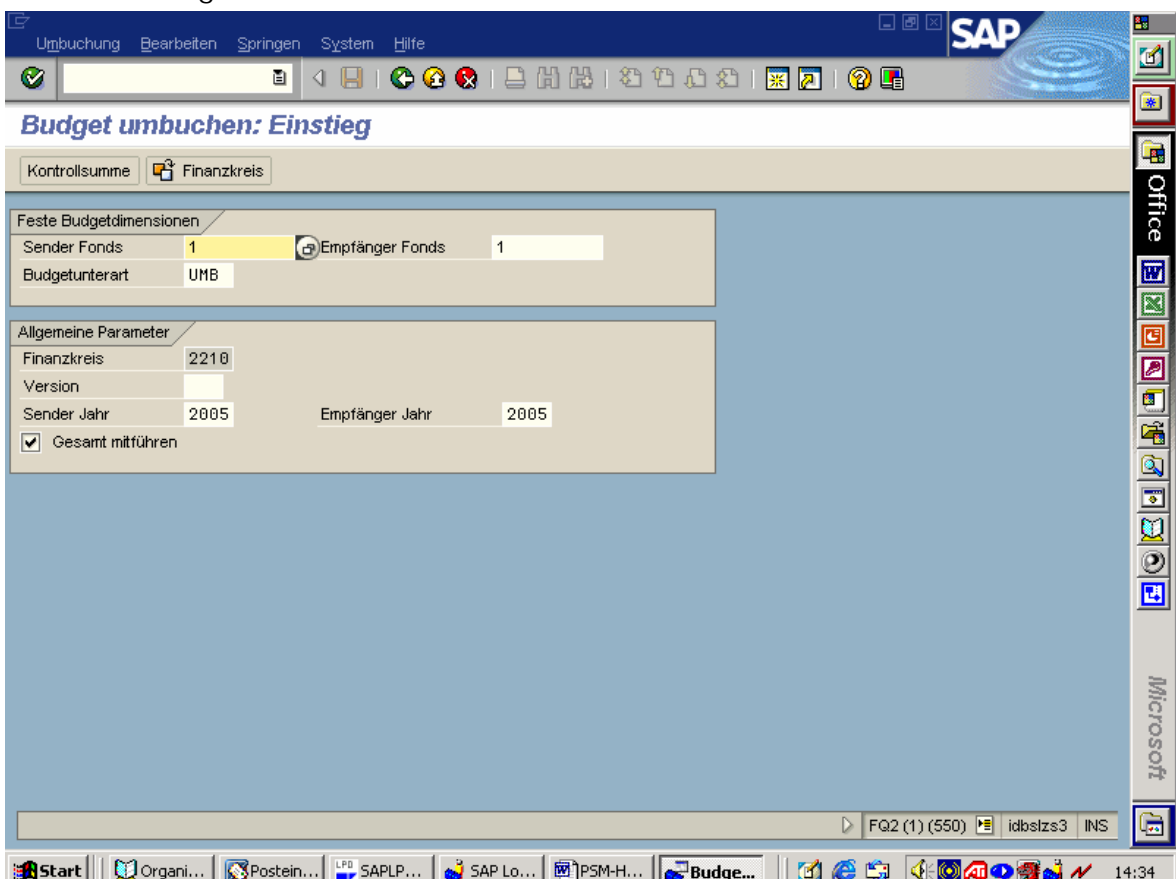 Umbuchung Bearbeiten Springen System Hilfe
SAP
Budget umbuchen: Einstieg
Kontrollsumme Finanzkreis
Feste Budgetdimensionen
Sender Fonds 1 Empfänger Fonds 1
Budgetunterart UMB
Allgemeine Parameter
Finanzkreis 2210
Version
Sender Jahr 2005 Empfänger Jahr 2005
Gesamt mitführen
FQ2 (1) (550) idbslzs3 INS
Office
Microsoft
Start Organi... Postein... SAPLP... SAP Lo... PSM-H... Budge... 14:34